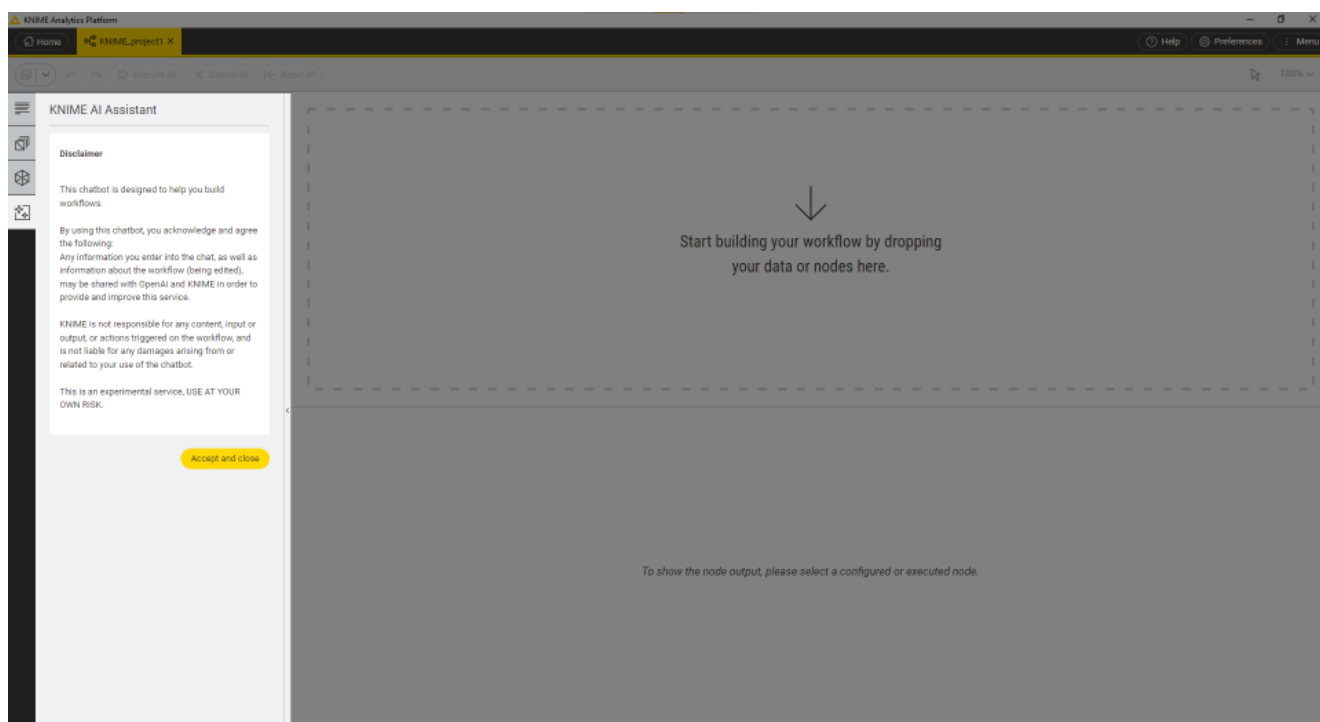 KNIME Analytics Platform
Home
KNIME_project1
Help
Preferences
Menu
Execute all
Cancel all
Reset all
100%
KNIME AI Assistant
Disclaimer
This chatbot is designed to help you build
workflows.
By using this chatbot, you acknowledge and agree
the following:
Any information you enter into the chat, as well as
information about the workflow (being edited),
may be shared with OpenAI and KNIME in order to
provide and improve this service.
KNIME is not responsible for any content, input or
output, or actions triggered on the workflow, and
is not liable for any damages arising from or
related to your use of the chatbot.
This is an experimental service, USE AT YOUR
OWN RISK.
Accept and close
Start building your workflow by dropping
your data or nodes here.
To show the node output, please select a configured or executed node.